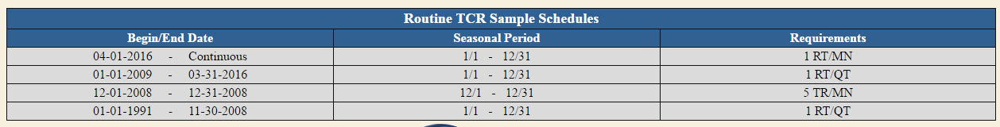 Routine TCR Sample Schedules
Begin/End Date Seasonal Period Requirements
04-01-2016 - Continuous 1/1 - 12/31 1 RT/MN
01-01-2009 - 03-31-2016 1/1 - 12/31 1 RT/QT
12-01-2008 - 12-31-2008 12/1 - 12/31 5 TR/MN
01-01-1991 - 11-30-2008 1/1 - 12/31 1 RT/QT